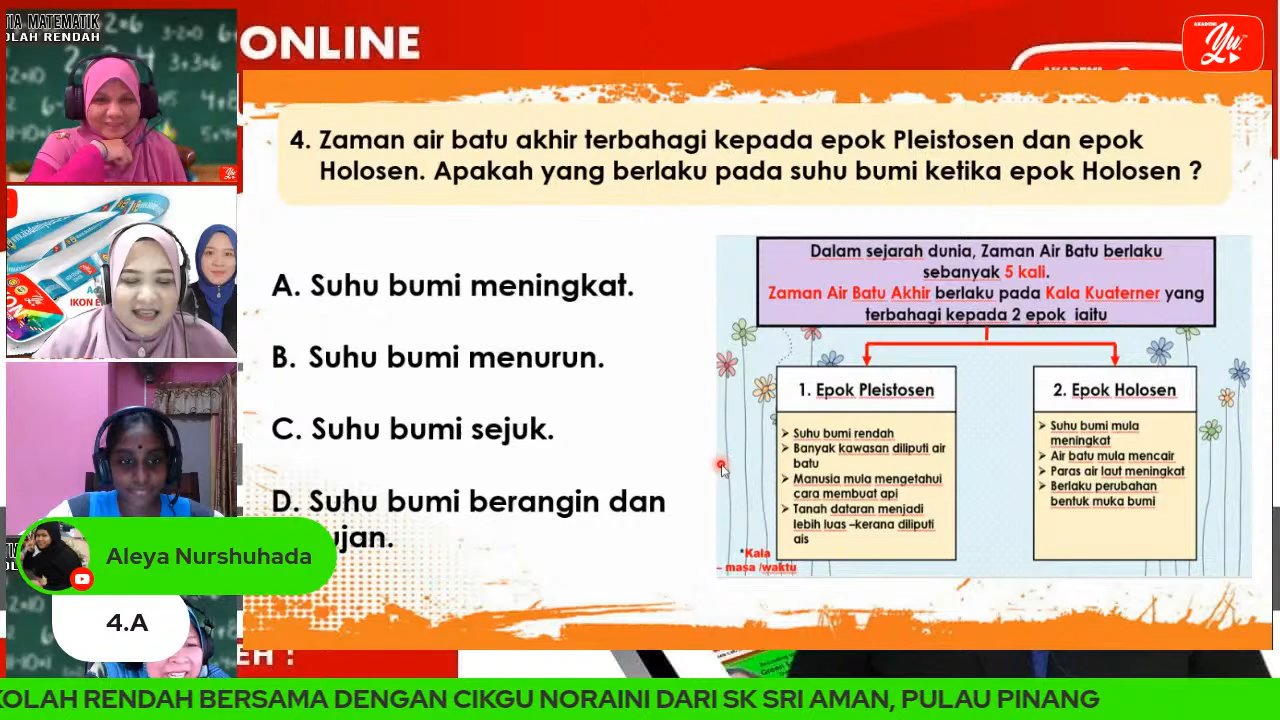 TIA MATEMATIK
OLAH RENDAH
ONLINE
AKADEMI
Yu.
4. Zaman air batu akhir terbahagi kepada epok Pleistosen dan epok
Holosen. Apakah yang berlaku pada suhu bumi ketika epok Holosen ?
A. Suhu bumi meningkat.
B. Suhu bumi menurun.
C. Suhu bumi sejuk.
D. Suhu bumi berangin dan
ujan.
Dalam sejarah dunia, Zaman Air Batu berlaku
sebanyak 5 kali.
Zaman Air Batu Akhir berlaku pada Kala Kuaterner yang
terbahagi kepada 2 epok iaitu
1. Epok Pleistosen
➢ Suhu bumi rendah
➢ Banyak kawasan diliputi air
batu
➢ Manusia mula mengetahui
cara membuat api
➢ Tanah dataran menjadi
lebih luas –kerana diliputi
ais
2. Epok Holosen
➢ Suhu bumi mula
meningkat
➢ Air batu mula mencair
➢ Paras air laut meningkat
➢ Berlaku perubahan
bentuk muka bumi
*Kala
– masa /waktu
IKON E
Aleya Nurshuhada
4.A
EH :
KOLAH RENDAH BERSAMA DENGAN CIKGU NORAINI DARI SK SRI AMAN, PULAU PINANG